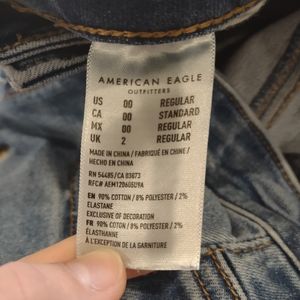 AMERICAN EAGLE
OUTFITTERS
US 00 REGULAR
CA 00 STANDARD
MX 00 REGULAR
UK 2 REGULAR
MADE IN CHINA / FABRIQUÉ EN CHINE /
HECHO EN CHINA
RN 54485/CA 03673
RFC# AEM120605U9A
EN 90% COTTON / 8% POLYESTER / 2%
ELASTANE
EXCLUSIVE OF DECORATION
FR 90% COTON / 8% POLYESTER / 2%
ÉLASTHANNE
À L'EXCEPTION DE LA GARNITURE